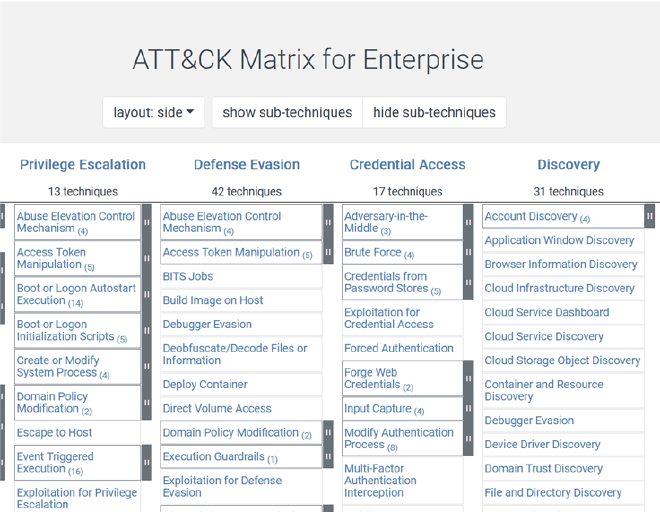 ATT&CK Matrix for Enterprise
layout: side
show sub-techniques
hide sub-techniques
Privilege Escalation
13 techniques
Abuse Elevation Control
Mechanism (4)
Access Token
Manipulation (5)
Boot or Logon Autostart
Execution (14)
Boot or Logon
Initialization Scripts (5)
Create or Modify
System Process (4)
Domain Policy
Modification (2)
Escape to Host
Event Triggered
Execution (16)
Exploitation for Privilege
Escalation
Defense Evasion
42 techniques
Abuse Elevation Control
Mechanism (4)
Access Token Manipulation (5)
BITS Jobs
Build Image on Host
Debugger Evasion
Deobfuscate/Decode Files or
Information
Deploy Container
Direct Volume Access
Domain Policy Modification (2)
Execution Guardrails (1)
Exploitation for Defense
Evasion
Credential Access
17 techniques
Adversary-in-the-
Middle (3)
Brute Force (4)
Credentials from
Password Stores (5)
Exploitation for
Credential Access
Forced Authentication
Forge Web
Credentials (2)
Input Capture (4)
Modify Authentication
Process (8)
Multi-Factor
Authentication
Interception
Discovery
31 techniques
Account Discovery (4)
Application Window Discovery
Browser Information Discovery
Cloud Infrastructure Discovery
Cloud Service Dashboard
Cloud Service Discovery
Cloud Storage Object Discovery
Container and Resource
Discovery
Debugger Evasion
Device Driver Discovery
Domain Trust Discovery
File and Directory Discovery